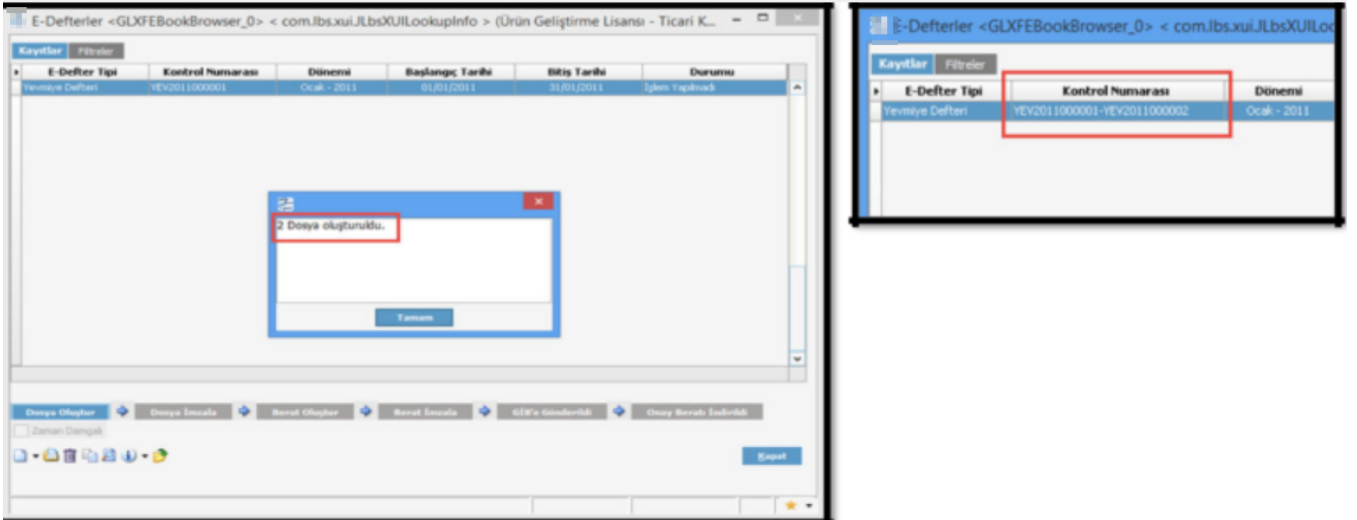 E-Defterler <GLXFEBookBrowser_0> < com.lbs.xui.JLbsXUILookupInfo > (Ürün Geliştirme Lisansı - Ticari K...
Kayıtlar Filtreler
E-Defter Tipi Kontrol Numarası Dönemi Başlangıç Tarihi Bitiş Tarihi Durumu
Yevmiye Defteri YEV2011000001 Ocak - 2011 01/01/2011 31/01/2011 İşlem Yapılmadı
2 Dosya oluşturuldu.
Tamam
Dosya Oluştur Dosya İmzala Berat Oluştur Berat İmzala GİB'e Gönderildi Onay Beratı İndirildi
Zaman Damgalı
Kapat
E-Defterler <GLXFEBookBrowser_0> < com.lbs.xui.JLbsXUILoo
Kayıtlar Filtreler
E-Defter Tipi Kontrol Numarası Dönemi
Yevmiye Defteri YEV2011000001-YEV2011000002 Ocak - 2011